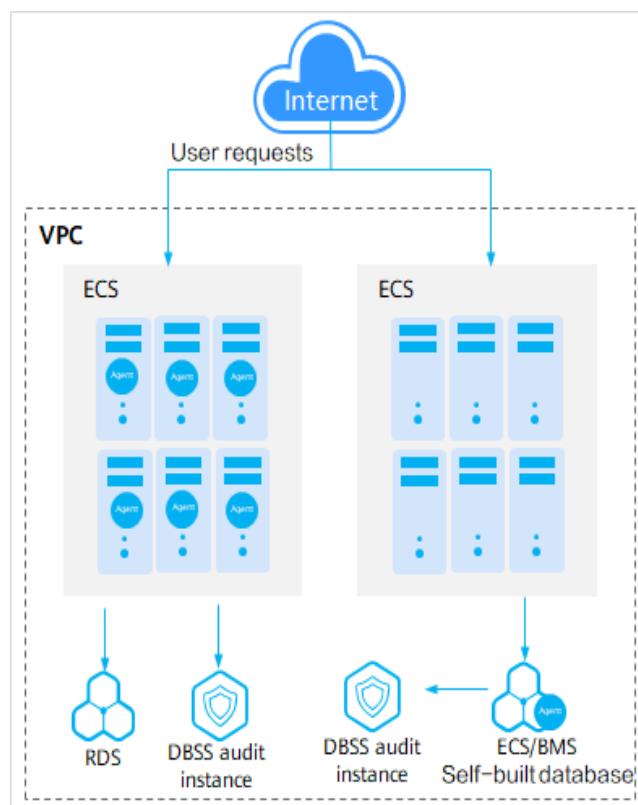 Internet
User requests
VPC
ECS
ECS
Agent
Agent
Agent
Agent
Agent
Agent
RDS
DBSS audit
instance
DBSS audit
instance
Agent
ECS/BMS
Self-built database